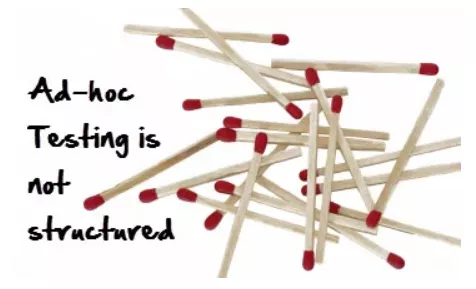 Ad-hoc
Testing is
not
structured